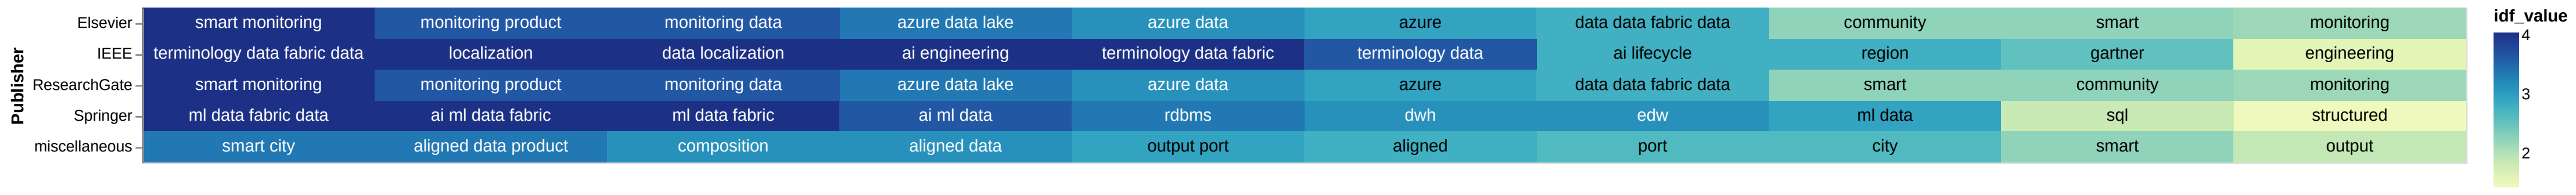 Publisher
Elsevier smart monitoring monitoring product monitoring data azure data lake azure data azure data data fabric data community smart monitoring
IEEE terminology data fabric data localization data localization ai engineering terminology data fabric terminology data ai lifecycle region gartner engineering
ResearchGate smart monitoring monitoring product monitoring data azure data lake azure data azure data data fabric data smart community monitoring
Springer ml data fabric data ai ml data fabric ml data fabric ai ml data rdbms dwh edw ml data sql structured
miscellaneous smart city aligned data product composition aligned data output port aligned port city smart output
idf_value
4
3
2